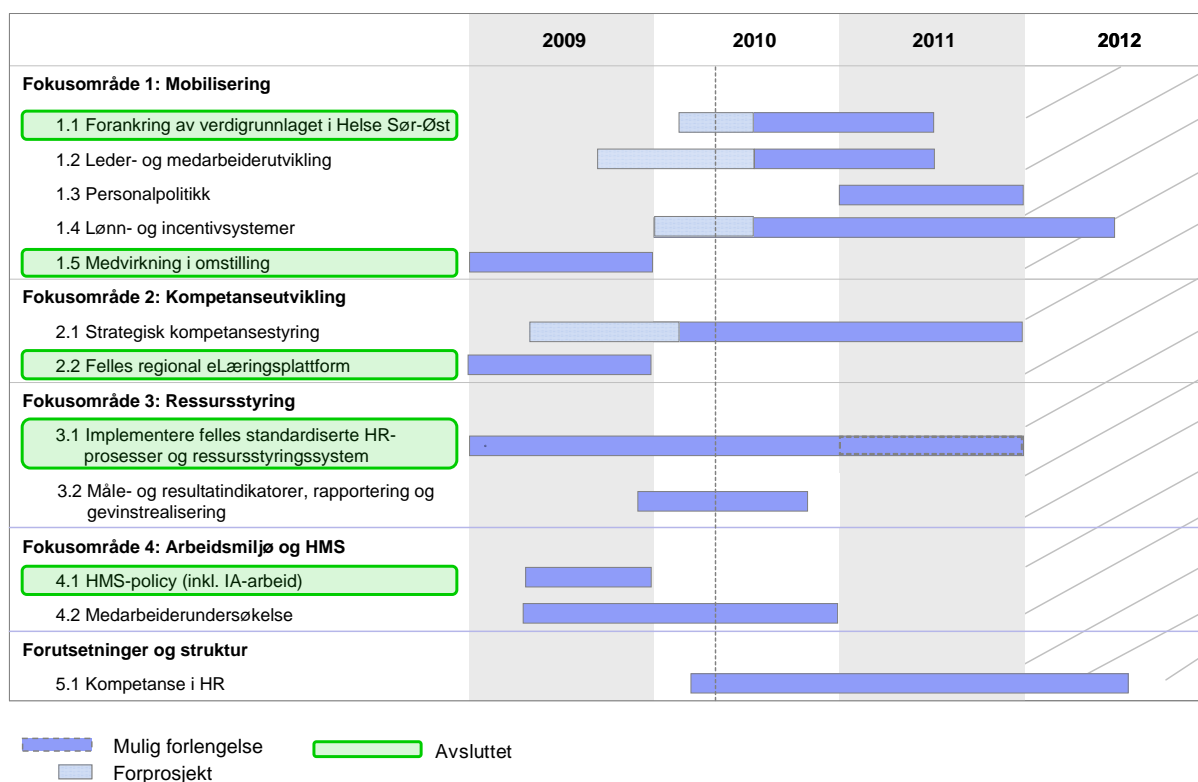 2009 2010 2011 2012
Fokusområde 1: Mobilisering
1.1 Forankring av verdigrunnlaget i Helse Sør-Øst
1.2 Leder- og medarbeiderutvikling
1.3 Personalpolitikk
1.4 Lønn- og incentivsystemer
1.5 Medvirkning i omstilling
Fokusområde 2: Kompetanseutvikling
2.1 Strategisk kompetansestyring
2.2 Felles regional eLæringsplattform
Fokusområde 3: Ressursstyring
3.1 Implementere felles standardiserte HR-
prosesser og ressursstyringssystem
3.2 Måle- og resultatindikatorer, rapportering og
gevinstrealisering
Fokusområde 4: Arbeidsmiljø og HMS
4.1 HMS-policy (inkl. IA-arbeid)
4.2 Medarbeiderundersøkelse
Forutsetninger og struktur
5.1 Kompetanse i HR
Mulig forlengelse
Avsluttet
Forprosjekt